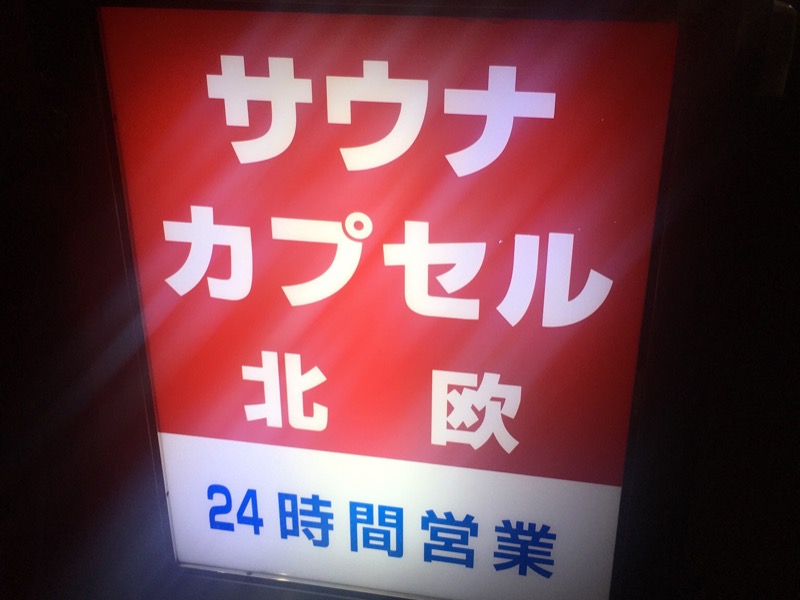 サウナ
カプセル
北 欧
24時間営業